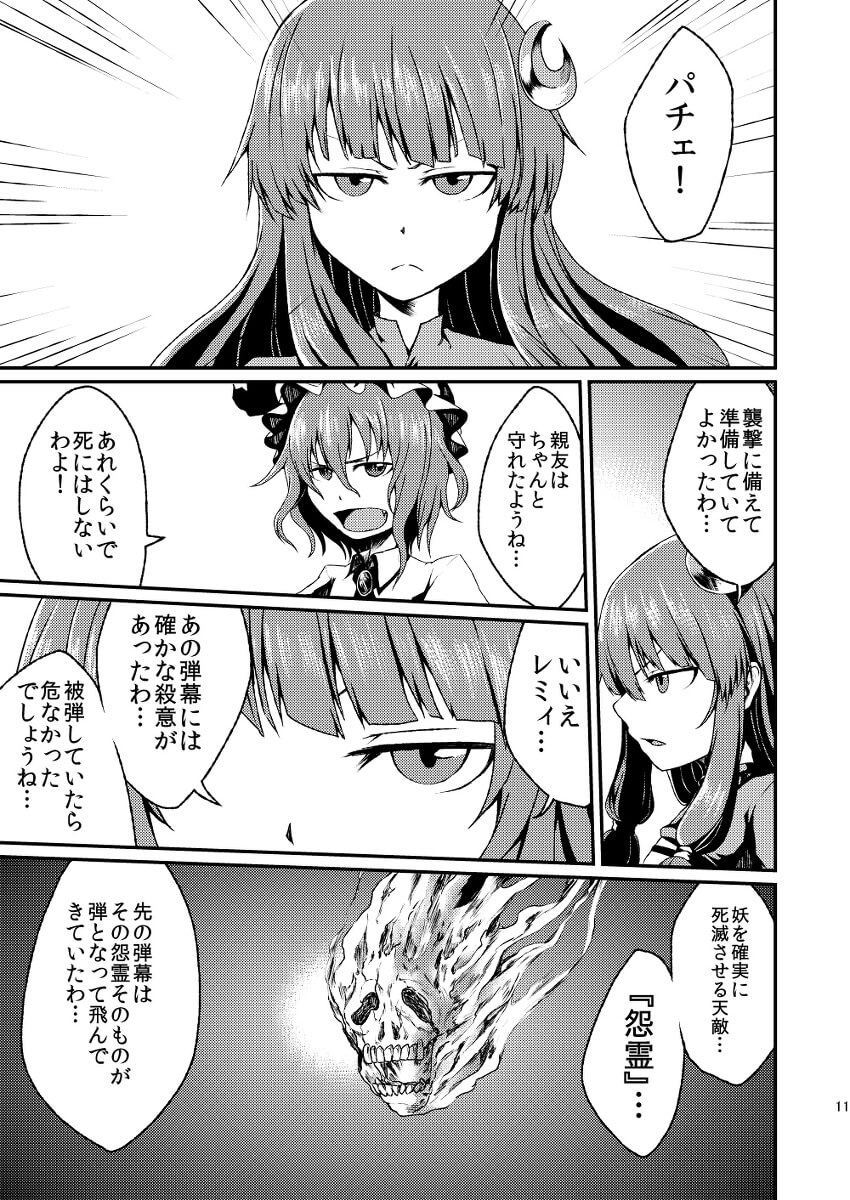 パチェ！
襲撃に備えて
準備していて
よかったわ…
親友は
ちゃんと
守れたようね…
あれくらいで
死にはしない
わよ！
いいえ
レミィ…
あの弾幕には
確かな殺意が
あったわ…
被弾していたら
危なかった
でしょうね…
妖を確実に
死滅させる天敵…
『怨霊』…
先の弾幕は
その怨霊そのものが
弾となって飛んで
きていたわ…
11